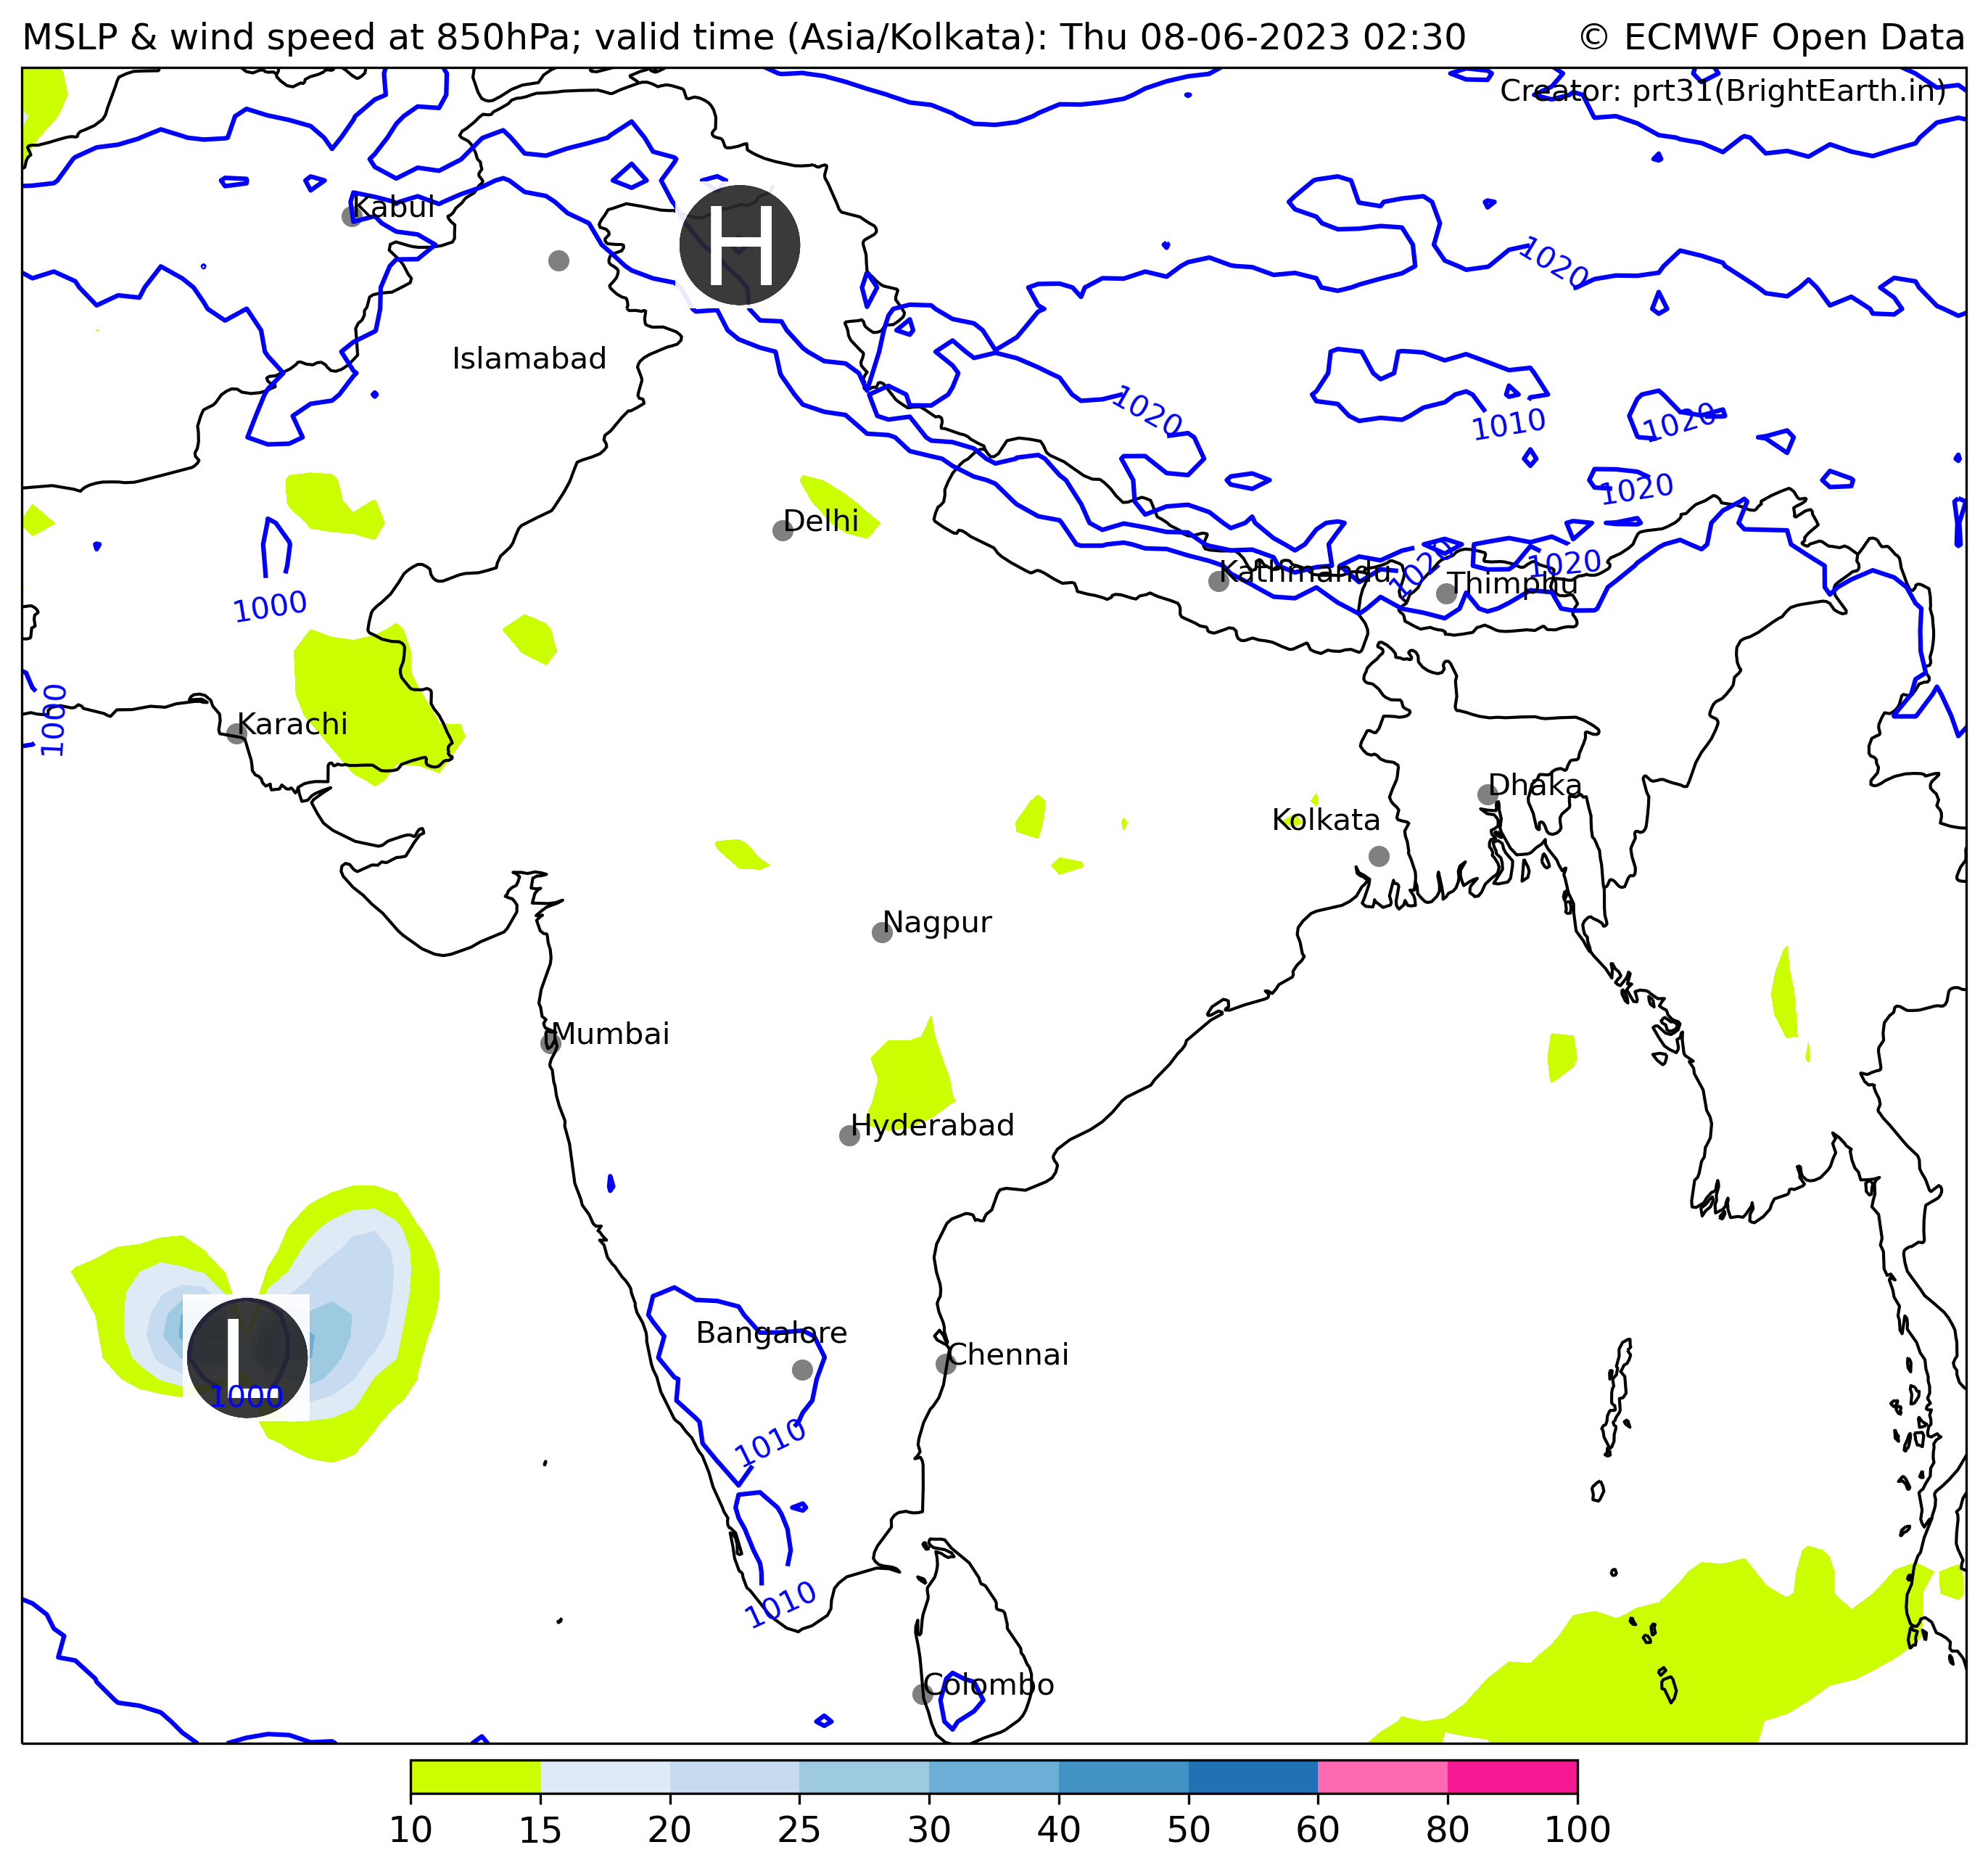 MSLP & wind speed at 850hPa; valid time (Asia/Kolkata): Thu 08-06-2023 02:30
© ECMWF Open Data
Creator: prt31(BrightEarth.in)
Kabul
H
1020
Islamabad
1020
1010
1020
1020
Delhi
1000
Kathmandu
1020
1020
Thimphu
1000
Karachi
Dhaka
Kolkata
Nagpur
Mumbai
Hyderabad
Bangalore
Chennai
L
1000
1010
1010
Colombo
10 15 20 25 30 40 50 60 80 100